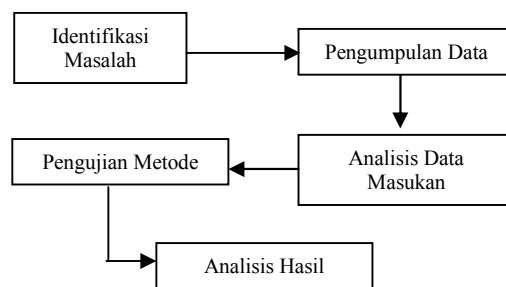 Identifikasi
Masalah
Pengumpulan Data
Analisis Data
Masukan
Pengujian Metode
Analisis Hasil